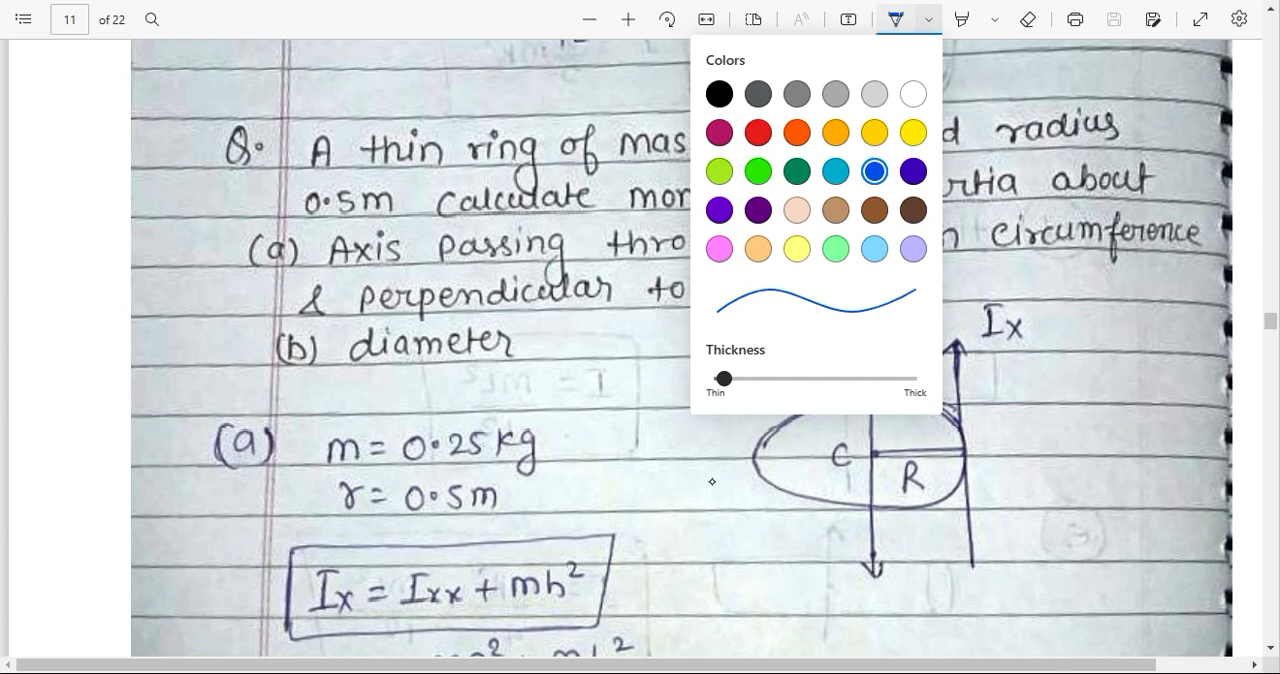 11 of 22
Colors
Thickness
Thin Thick
Q. A thin ring of mas d radius
0.5m calculate mor rtia about
(a) Axis passing thro circumference
& perpendicular to
(b) diameter
Ix
C
R
(a) m = 0.25 kg
r = 0.5m
Ix = Ixx + mh²